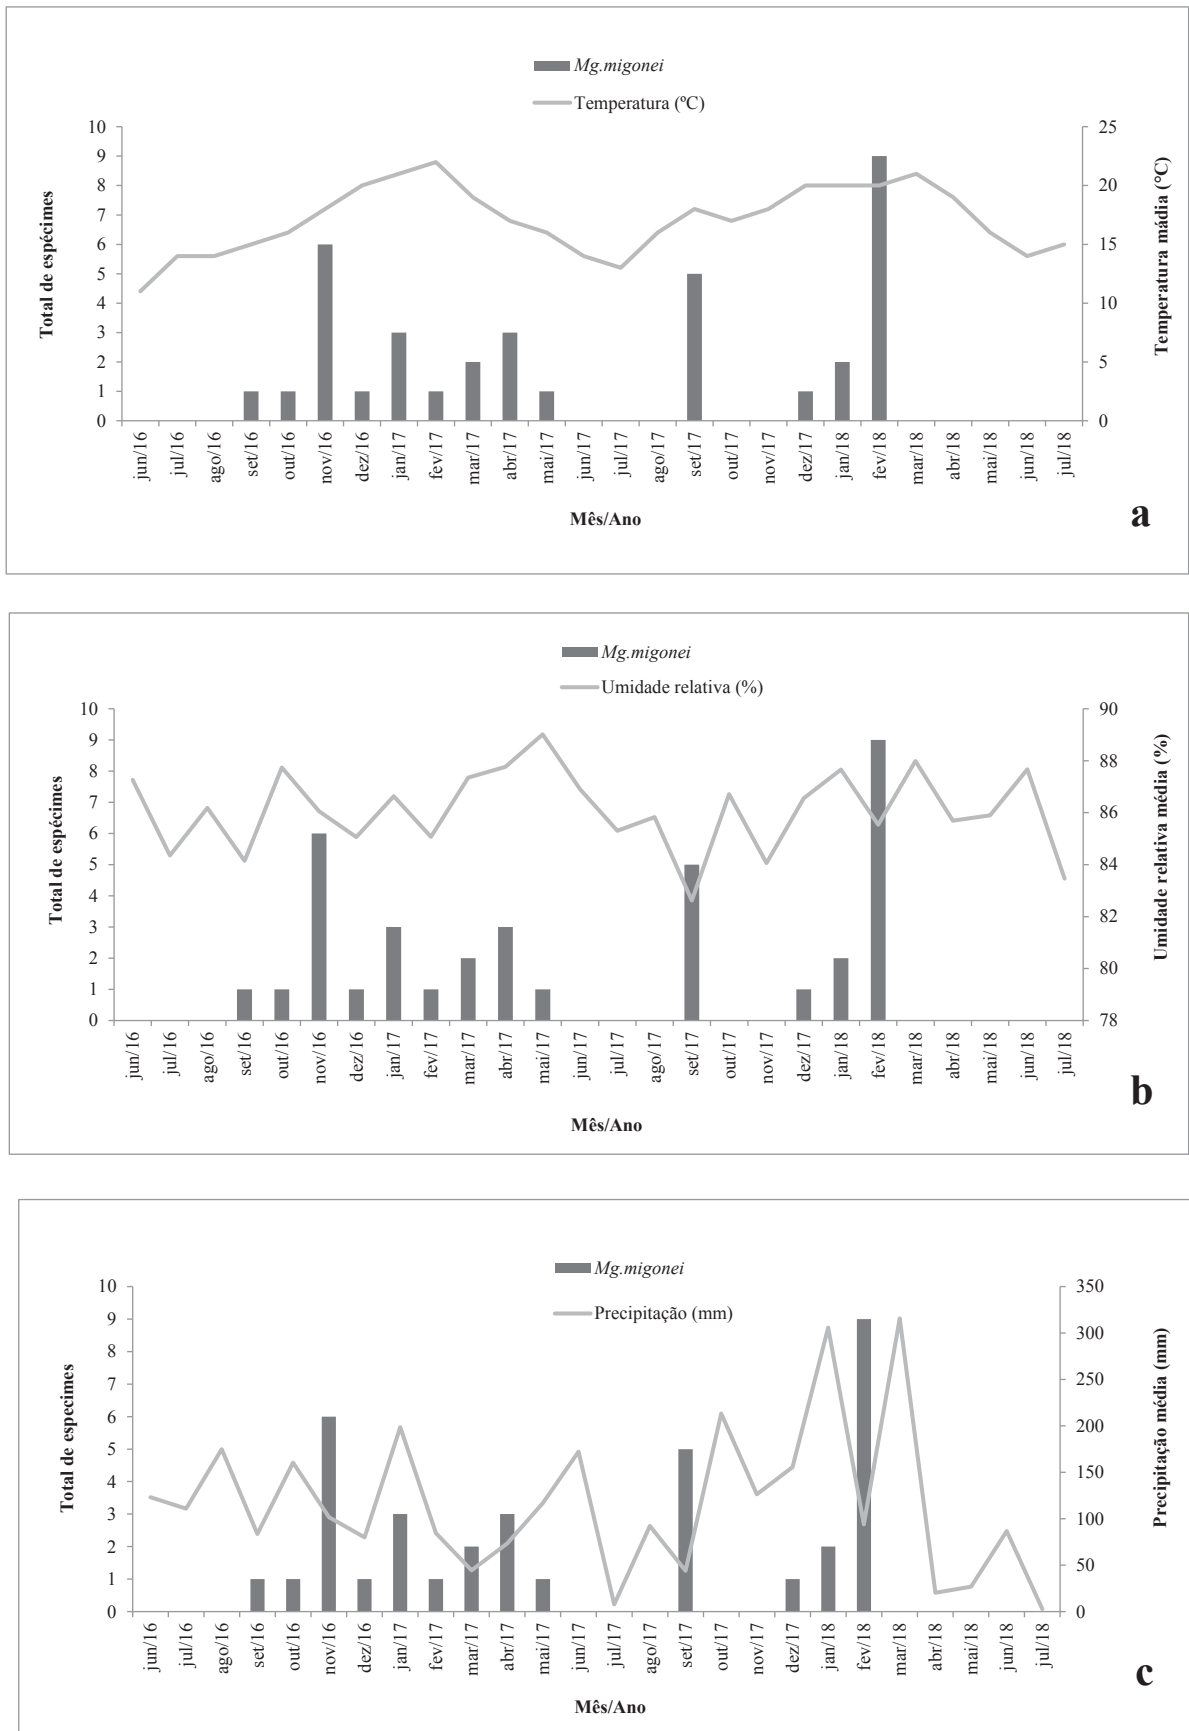 Mg.migonei
Temperatura (ºC)
Total de espécimes
10
9
8
7
6
5
4
3
2
1
0
25
20
15
10
5
0
Temperatura mádia (°C)
jun/16
jul/16
ago/16
set/16
out/16
nov/16
dez/16
jan/17
fev/17
mar/17
abr/17
mai/17
jun/17
jul/17
ago/17
set/17
out/17
nov/17
dez/17
jan/18
fev/18
mar/18
abr/18
mai/18
jun/18
jul/18
Mês/Ano
a
Mg.migonei
Umidade relativa (%)
Total de espécimes
10
9
8
7
6
5
4
3
2
1
0
90
88
86
84
82
80
78
Umidade relativa média (%)
jun/16
jul/16
ago/16
set/16
out/16
nov/16
dez/16
jan/17
fev/17
mar/17
abr/17
mai/17
jun/17
jul/17
ago/17
set/17
out/17
nov/17
dez/17
jan/18
fev/18
mar/18
abr/18
mai/18
jun/18
jul/18
Mês/Ano
b
Mg.migonei
Precipitação (mm)
Total de especimes
10
9
8
7
6
5
4
3
2
1
0
350
300
250
200
150
100
50
0
Precipitação média (mm)
jun/16
jul/16
ago/16
set/16
out/16
nov/16
dez/16
jan/17
fev/17
mar/17
abr/17
mai/17
jun/17
jul/17
ago/17
set/17
out/17
nov/17
dez/17
jan/18
fev/18
mar/18
abr/18
mai/18
jun/18
jul/18
Mês/Ano
c